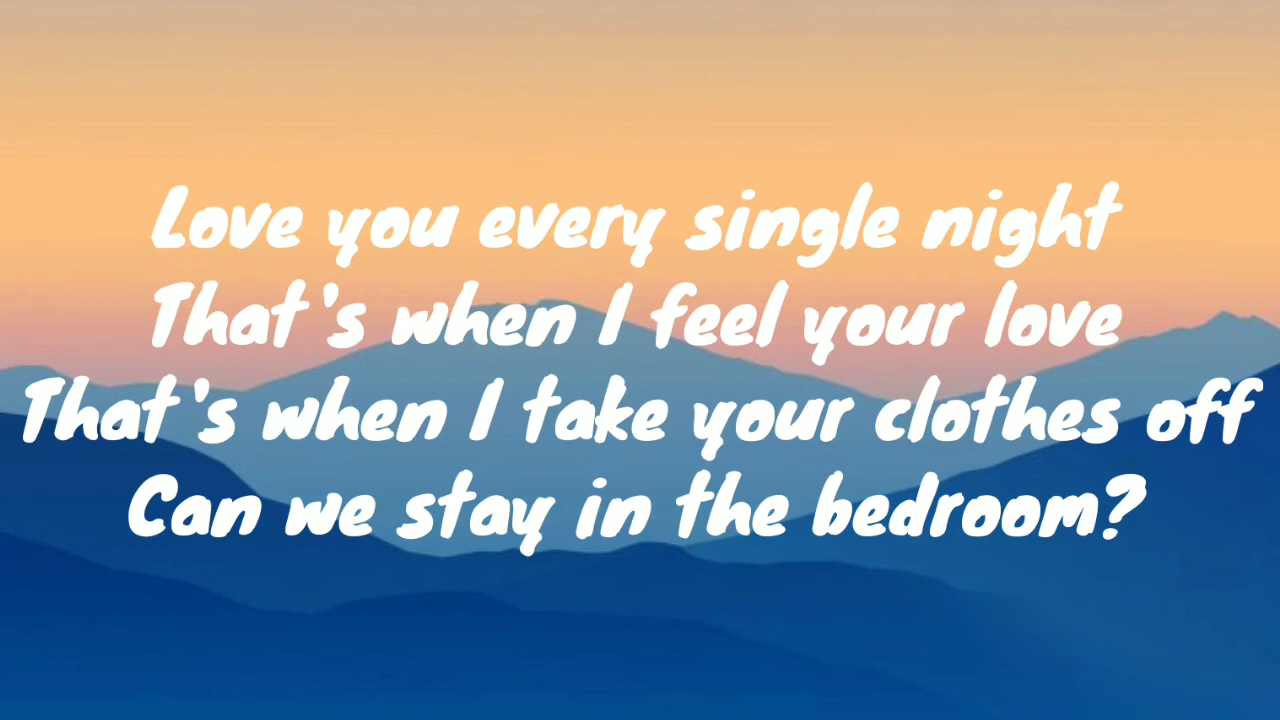 Love you every single night
That's when I feel your love
That's when I take your clothes off
Can we stay in the bedroom?